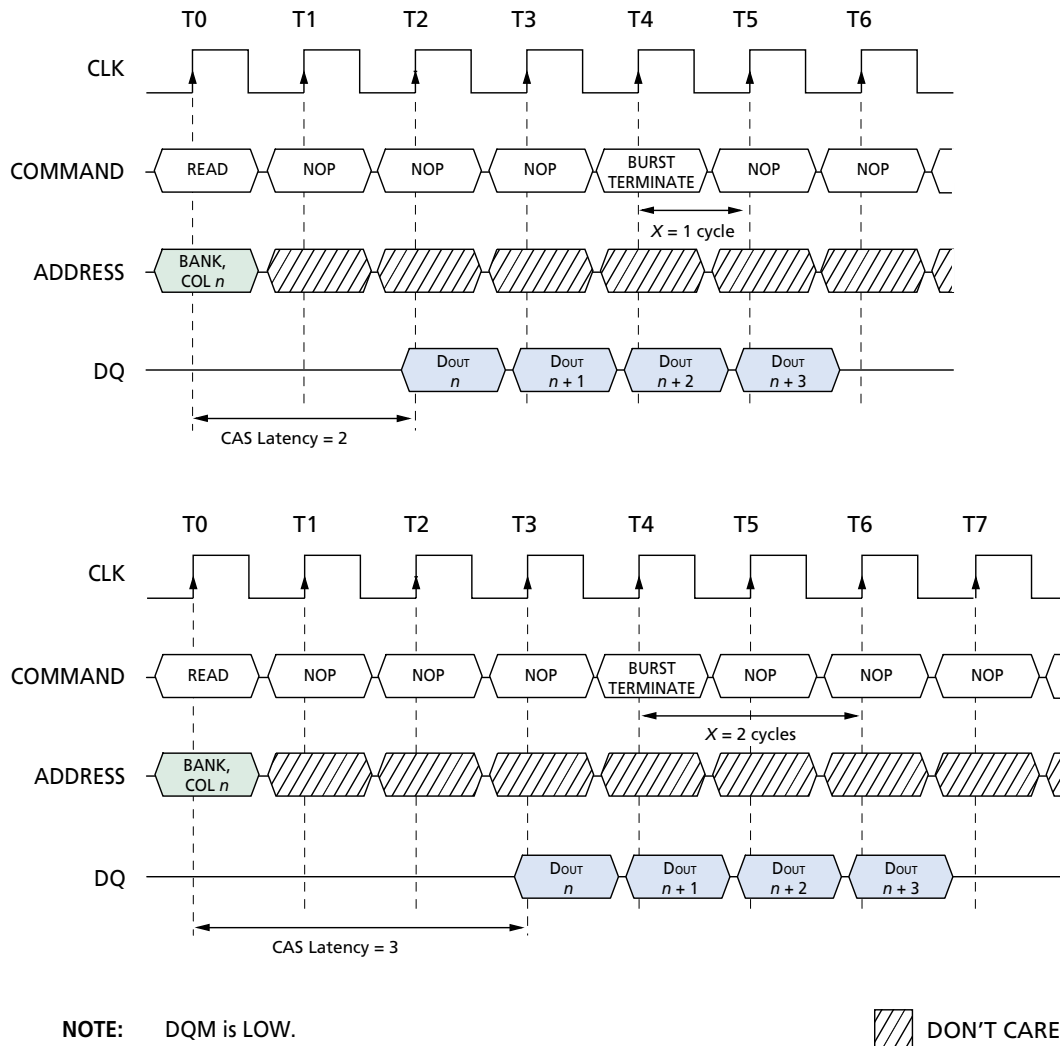 T0 T1 T2 T3 T4 T5 T6
CLK
COMMAND READ NOP NOP NOP BURST TERMINATE NOP NOP
X = 1 cycle
ADDRESS BANK, COL n
DQ DOUT n DOUT n + 1 DOUT n + 2 DOUT n + 3
CAS Latency = 2
T0 T1 T2 T3 T4 T5 T6 T7
CLK
COMMAND READ NOP NOP NOP BURST TERMINATE NOP NOP NOP
X = 2 cycles
ADDRESS BANK, COL n
DQ DOUT n DOUT n + 1 DOUT n + 2 DOUT n + 3
CAS Latency = 3
NOTE: DQM is LOW.
DON'T CARE